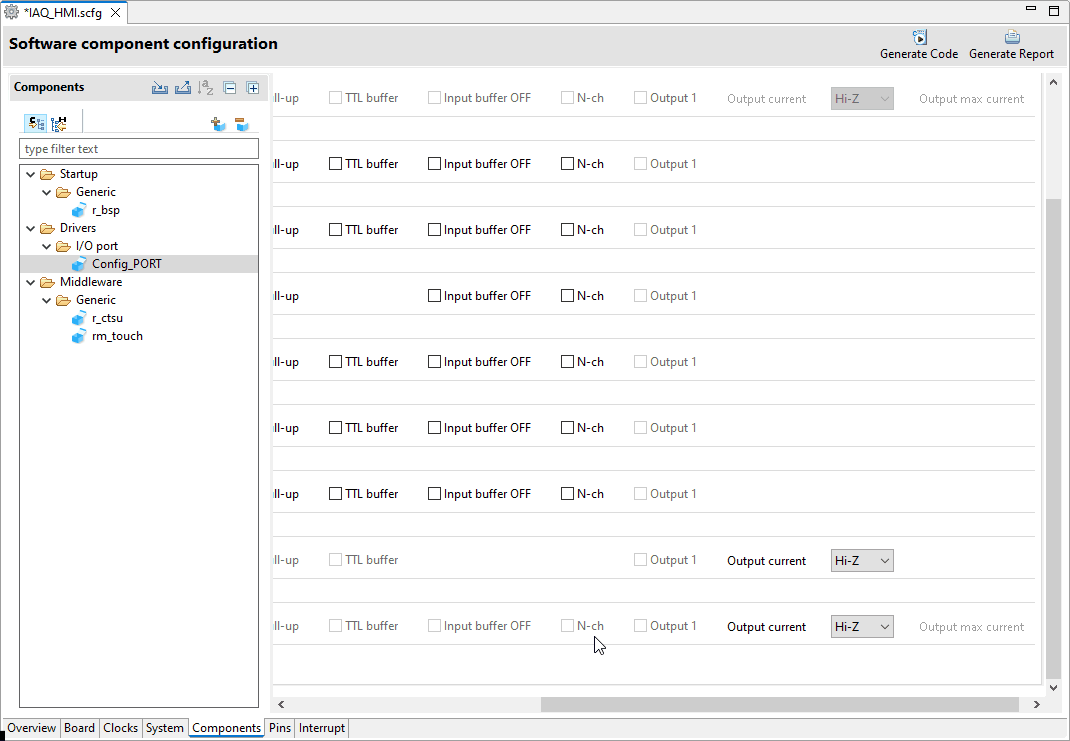 *IAQ_HMI.scfg
Software component configuration
Generate Code Generate Report
Components
type filter text
Startup
Generic
r_bsp
Drivers
I/O port
Config_PORT
Middleware
Generic
r_ctsu
rm_touch
ll-up TTL buffer Input buffer OFF N-ch Output 1 Output current Hi-Z Output max current
ll-up TTL buffer Input buffer OFF N-ch Output 1
ll-up TTL buffer Input buffer OFF N-ch Output 1
ll-up Input buffer OFF N-ch Output 1
ll-up TTL buffer Input buffer OFF N-ch Output 1
ll-up TTL buffer Input buffer OFF N-ch Output 1
ll-up TTL buffer Input buffer OFF N-ch Output 1
ll-up TTL buffer Output 1 Output current Hi-Z
ll-up TTL buffer Input buffer OFF N-ch Output 1 Output current Hi-Z Output max current
Overview Board Clocks System Components Pins Interrupt